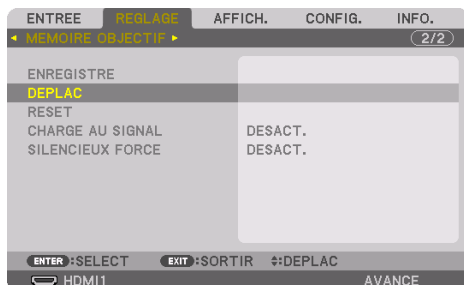 ENTREE REGLAGE AFFICH. CONFIG. INFO.
MEMOIRE OBJECTIF 2/2
ENREGISTRE
DEPLAC
RESET
CHARGE AU SIGNAL DESACT.
SILENCIEUX FORCE DESACT.
ENTER :SELECT EXIT :SORTIR :DEPLAC
HDMI1 AVANCE